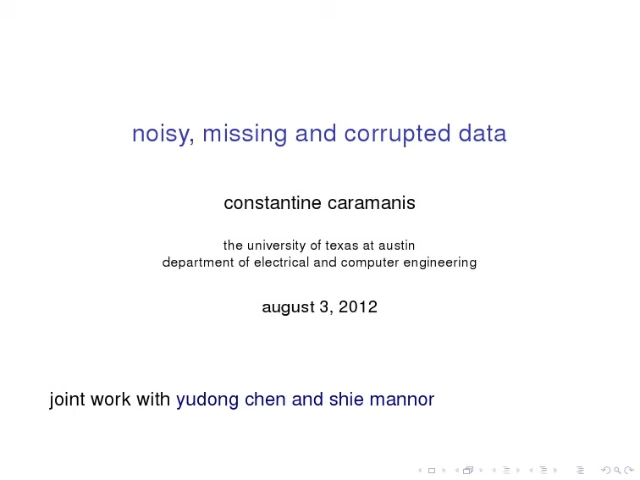 noisy, missing and corrupted data
constantine caramanis
the university of texas at austin
department of electrical and computer engineering
august 3, 2012
joint work with yudong chen and shie mannor